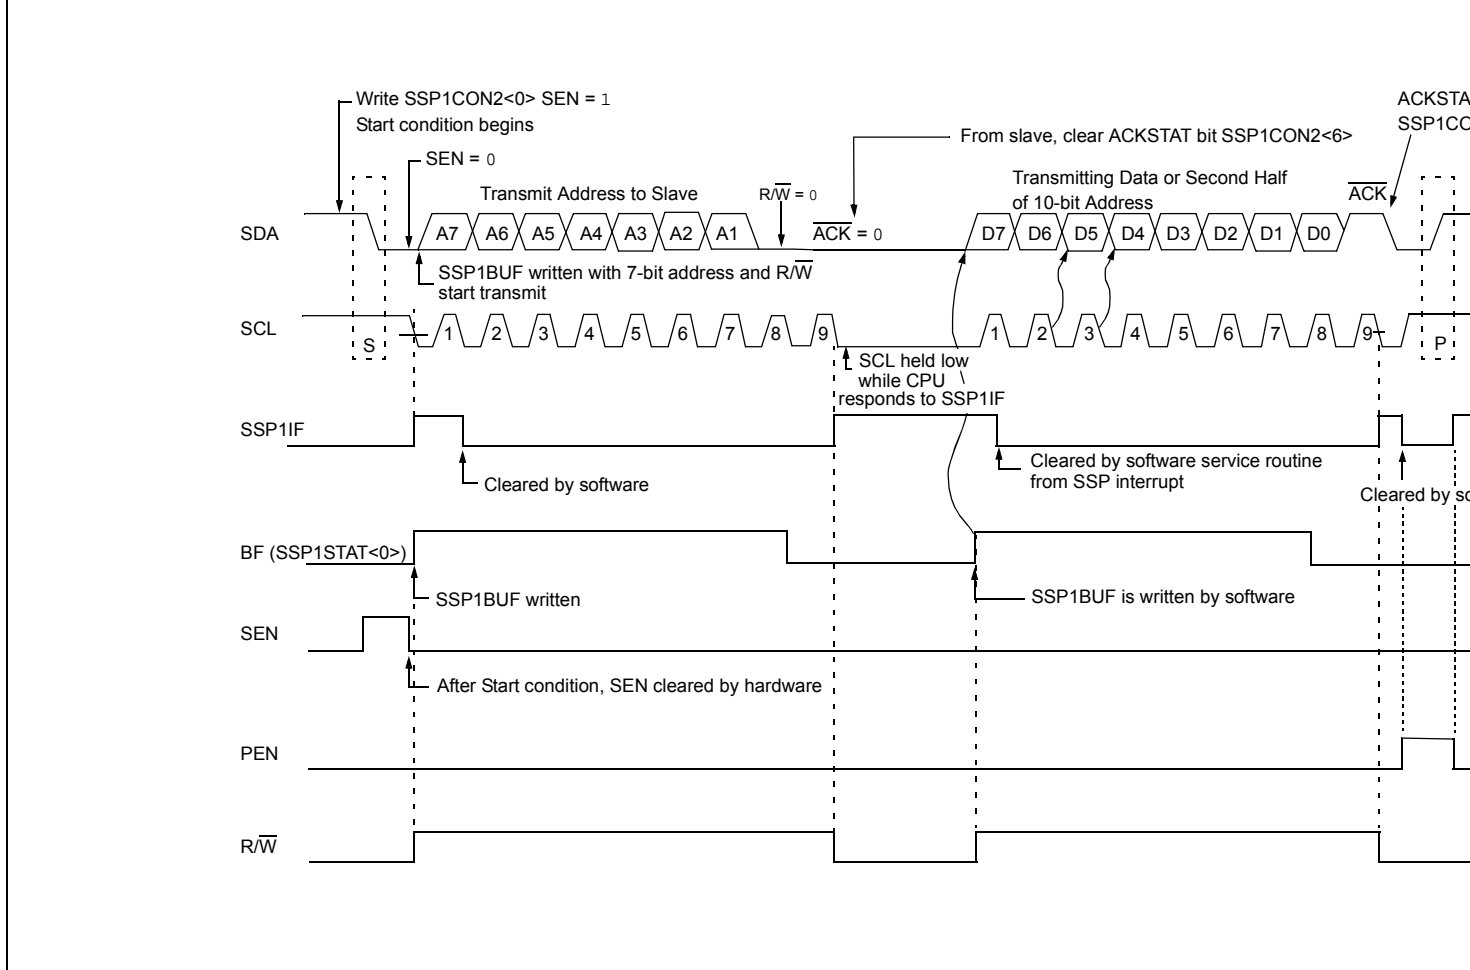 Write SSP1CON2<0> SEN = 1
Start condition begins
ACKSTA
SSP1CO
From slave, clear ACKSTAT bit SSP1CON2<6>
SEN = 0
Transmit Address to Slave
R/W = 0
Transmitting Data or Second Half
of 10-bit Address
ACK
SDA
A7 A6 A5 A4 A3 A2 A1
ACK = 0
D7 D6 D5 D4 D3 D2 D1 D0
SSP1BUF written with 7-bit address and R/W
start transmit
SCL
S
1 2 3 4 5 6 7 8 9
1 2 3 4 5 6 7 8 9
P
SCL held low
while CPU
responds to SSP1IF
SSP1IF
Cleared by software
Cleared by software service routine
from SSP interrupt
Cleared by so
BF (SSP1STAT<0>)
SSP1BUF written
SSP1BUF is written by software
SEN
After Start condition, SEN cleared by hardware
PEN
R/W